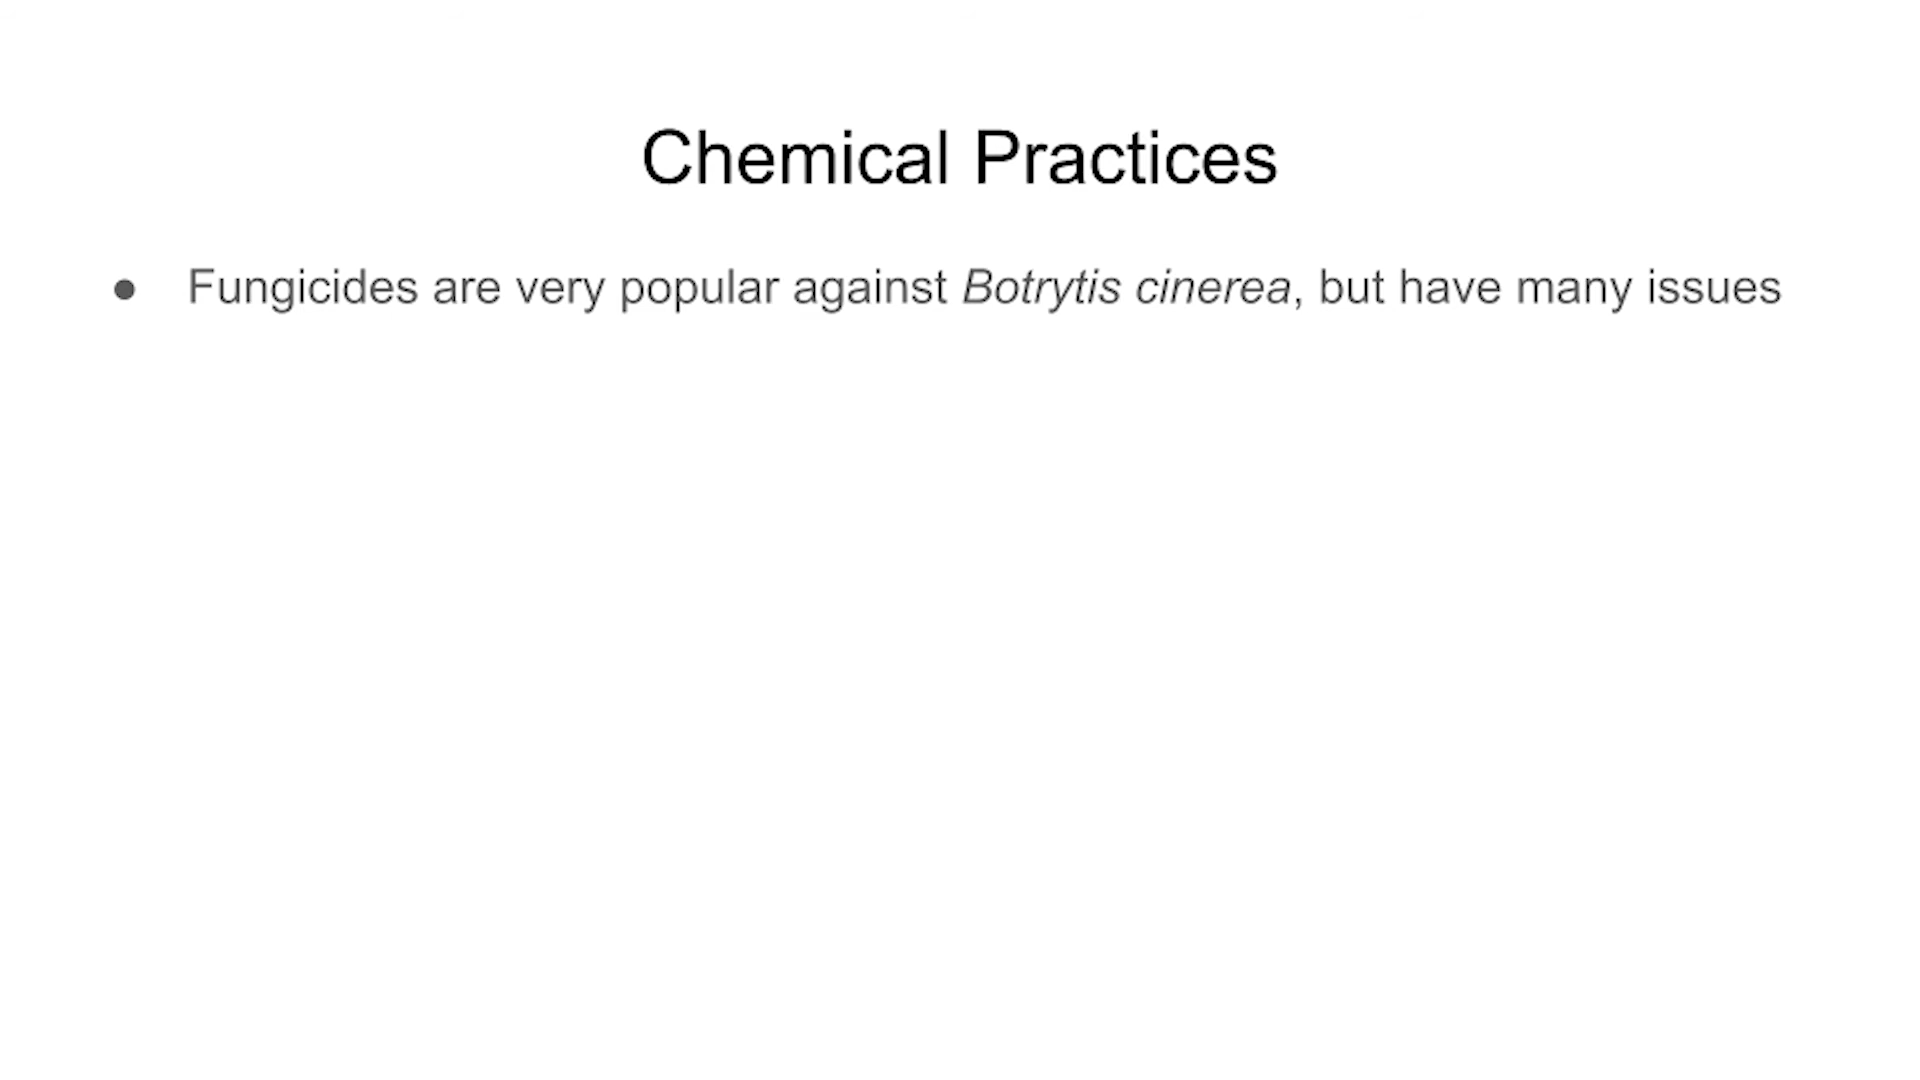 Chemical Practices
● Fungicides are very popular against Botrytis cinerea, but have many issues